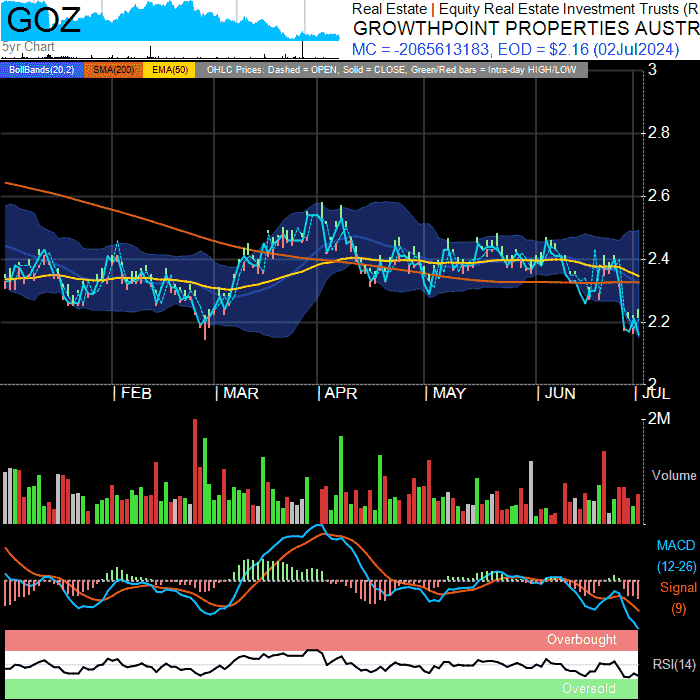 GOZ
5yr Chart
Real Estate | Equity Real Estate Investment Trusts (R
GROWTHPOINT PROPERTIES AUSTR
MC = -2065613183, EOD = $2.16 (02Jul2024)
BollBands(20,2) SMA(200) EMA(50) OHLC Prices: Dashed = OPEN, Solid = CLOSE, Green/Red bars = Intra-day HIGH/LOW
3
2.8
2.6
2.4
2.2
2
FEB MAR APR MAY JUN JUL
2M
Volume
MACD
(12-26)
Signal
(9)
Overbought
RSI(14)
Oversold